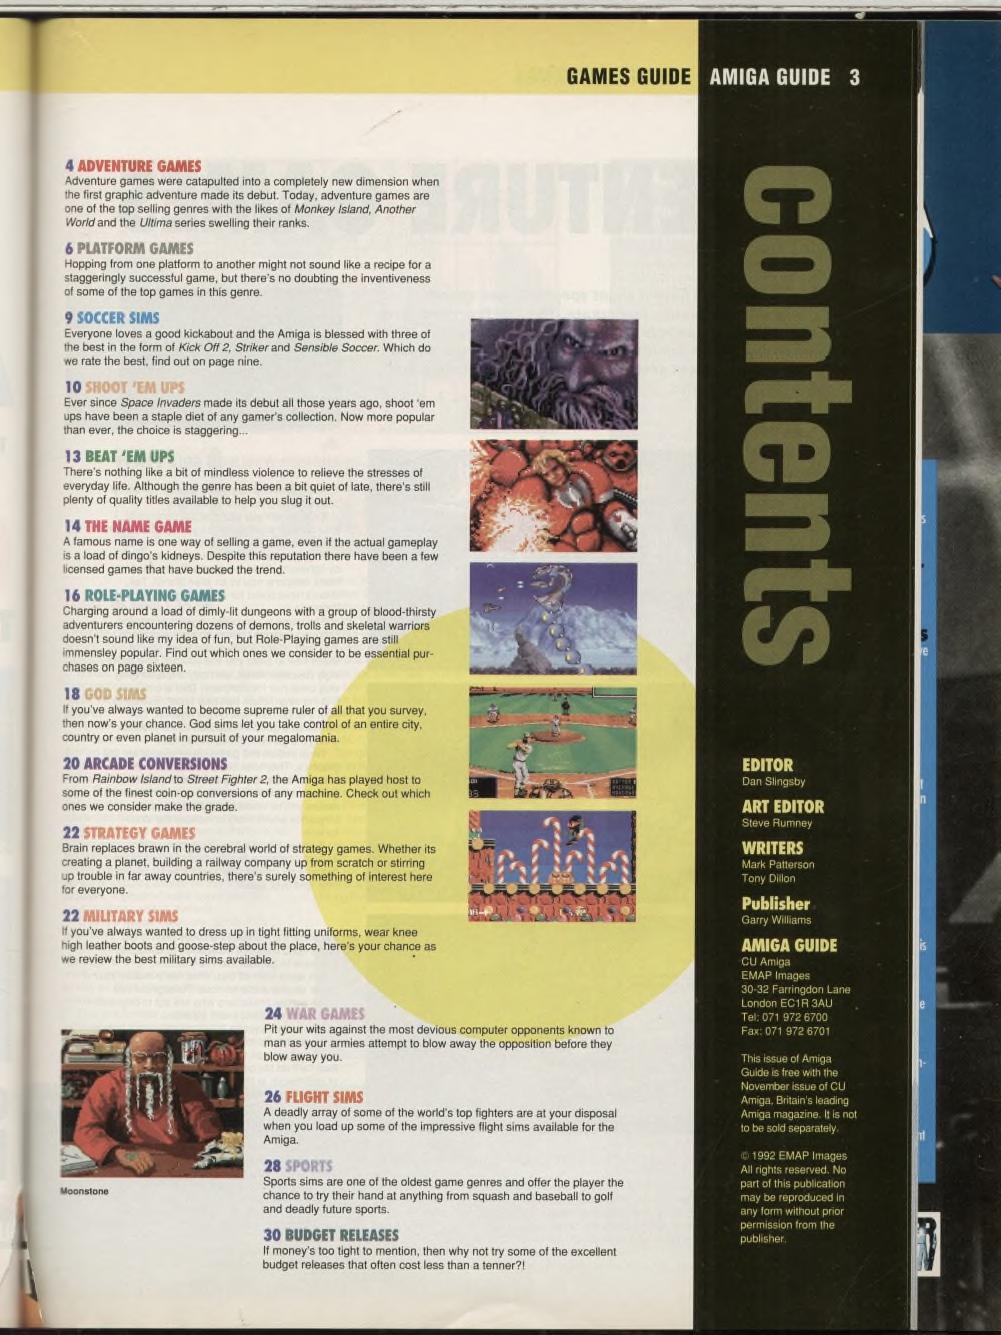 GAMES GUIDE AMIGA GUIDE 3
contents
4 ADVENTURE GAMES
Adventure games were catapulted into a completely new dimension when
the first graphic adventure made its debut. Today, adventure games are
one of the top selling genres with the likes of Monkey Island, Another
World and the Ultima series swelling their ranks.
6 PLATFORM GAMES
Hopping from one platform to another might not sound like a recipe for a
staggeringly successful game, but there's no doubting the inventiveness
of some of the top games in this genre.
9 SOCCER SIMS
Everyone loves a good kickabout and the Amiga is blessed with three of
the best in the form of Kick Off 2, Striker and Sensible Soccer. Which do
we rate the best, find out on page nine.
10 SHOOT 'EM UPS
Ever since Space Invaders made its debut all those years ago, shoot 'em
ups have been a staple diet of any gamer's collection. Now more popular
than ever, the choice is staggering...
13 BEAT 'EM UPS
There's nothing like a bit of mindless violence to relieve the stresses of
everyday life. Although the genre has been a bit quiet of late, there's still
plenty of quality titles available to help you slug it out.
14 THE NAME GAME
A famous name is one way of selling a game, even if the actual gameplay
is a load of dingo's kidneys. Despite this reputation there have been a few
licensed games that have bucked the trend.
16 ROLE-PLAYING GAMES
Charging around a load of dimly-lit dungeons with a group of blood-thirsty
adventurers encountering dozens of demons, trolls and skeletal warriors
doesn't sound like my idea of fun, but Role-Playing games are still
immensley popular. Find out which ones we consider to be essential pur-
chases on page sixteen.
18 GOD SIMS
If you've always wanted to become supreme ruler of all that you survey,
then now's your chance. God sims let you take control of an entire city,
country or even planet in pursuit of your megalomania.
20 ARCADE CONVERSIONS
From Rainbow Island to Street Fighter 2, the Amiga has played host to
some of the finest coin-op conversions of any machine. Check out which
ones we consider make the grade.
22 STRATEGY GAMES
Brain replaces brawn in the cerebral world of strategy games. Whether its
creating a planet, building a railway company up from scratch or stirring
up trouble in far away countries, there's surely something of interest here
for everyone.
22 MILITARY SIMS
If you've always wanted to dress up in tight fitting uniforms, wear knee
high leather boots and goose-step about the place, here's your chance as
we review the best military sims available.
24 WAR GAMES
Pit your wits against the most devious computer opponents known to
man as your armies attempt to blow away the opposition before they
blow away you.
26 FLIGHT SIMS
A deadly array of some of the world's top fighters are at your disposal
when you load up some of the impressive flight sims available for the
Amiga.
28 SPORTS
Sports sims are one of the oldest game genres and offer the player the
chance to try their hand at anything from squash and baseball to golf
and deadly future sports.
30 BUDGET RELEASES
If money's too tight to mention, then why not try some of the excellent
budget releases that often cost less than a tenner?!
Moonstone
EDITOR
Dan Slingsby
ART EDITOR
Steve Rumney
WRITERS
Mark Patterson
Tony Dillon
Publisher
Garry Williams
AMIGA GUIDE
CU Amiga
EMAP Images
30-32 Farringdon Lane
London EC1R 3AU
Tel: 071 972 6700
Fax: 071 972 6701
This issue of Amiga
Guide is free with the
November issue of CU
Amiga, Britain's leading
Amiga magazine. It is not
to be sold separately.
© 1992 EMAP Images
All rights reserved. No
part of this publication
may be reproduced in
any form without prior
permission from the
publisher.